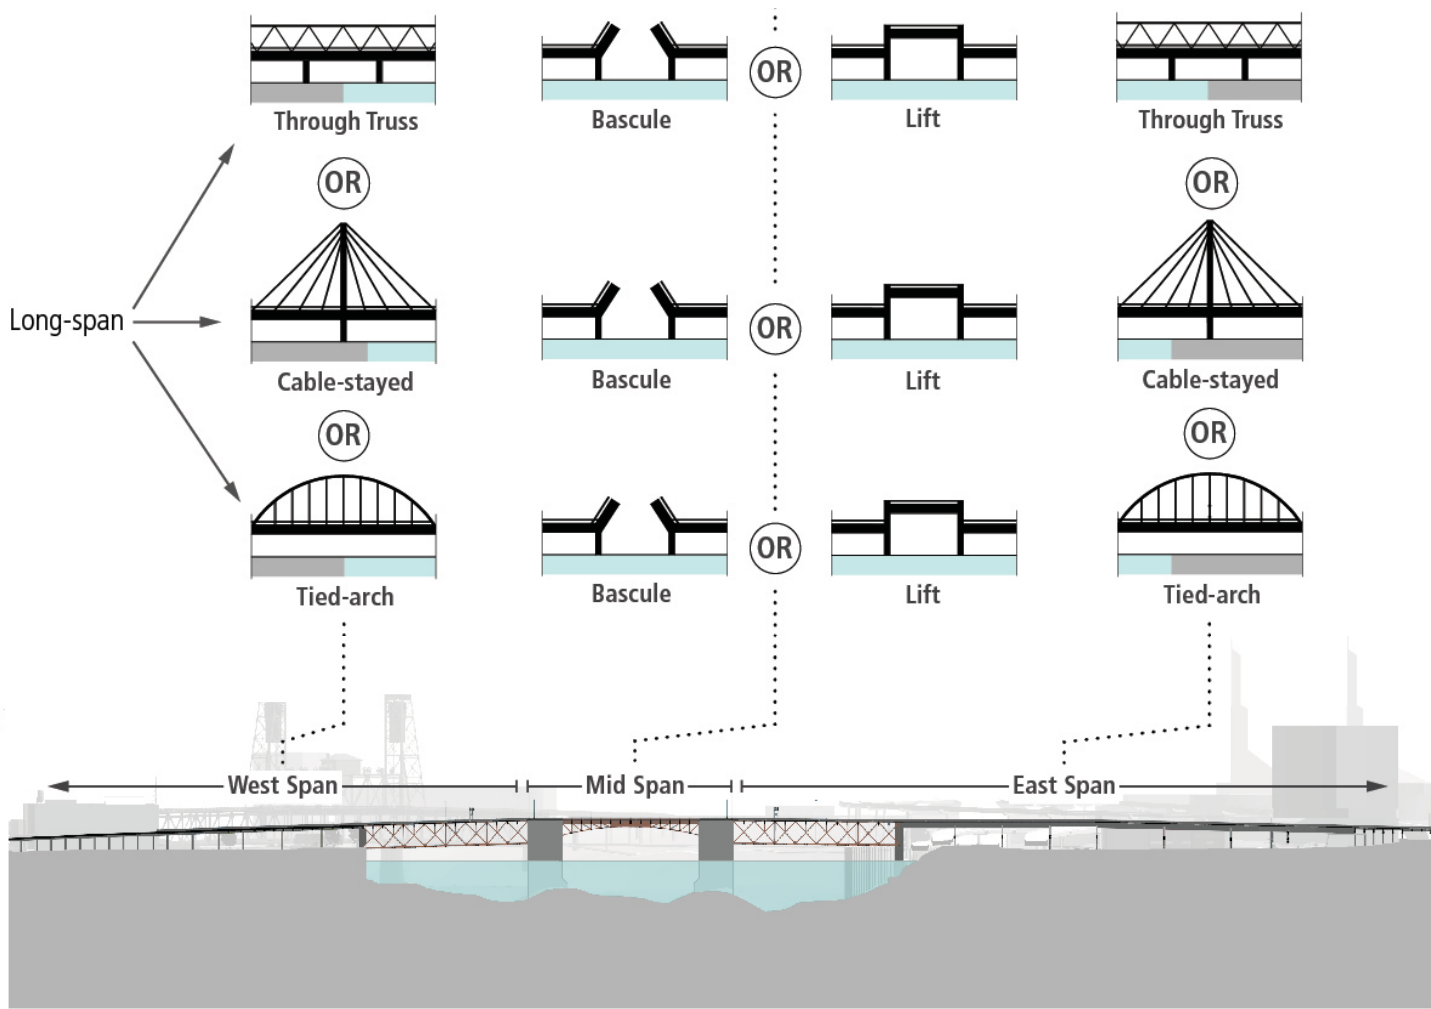 OR
Through Truss
Bascule
Lift
Through Truss
OR
OR
Long-span
OR
Cable-stayed
Bascule
Lift
Cable-stayed
OR
OR
OR
Tied-arch
Bascule
Lift
Tied-arch
West Span
Mid Span
East Span